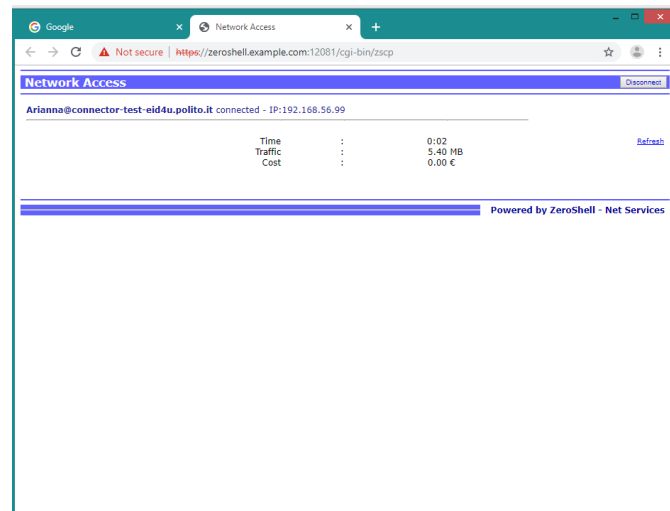 Google
Network Access
Not secure | https://zeroshell.example.com:12081/cgi-bin/zscp
Network Access
Disconnect
Arianna@connector-test-eid4u.polito.it connected - IP:192.168.56.99
Time : 0:02
Refresh
Traffic : 5.40 MB
Cost : 0.00 €
Powered by ZeroShell - Net Services